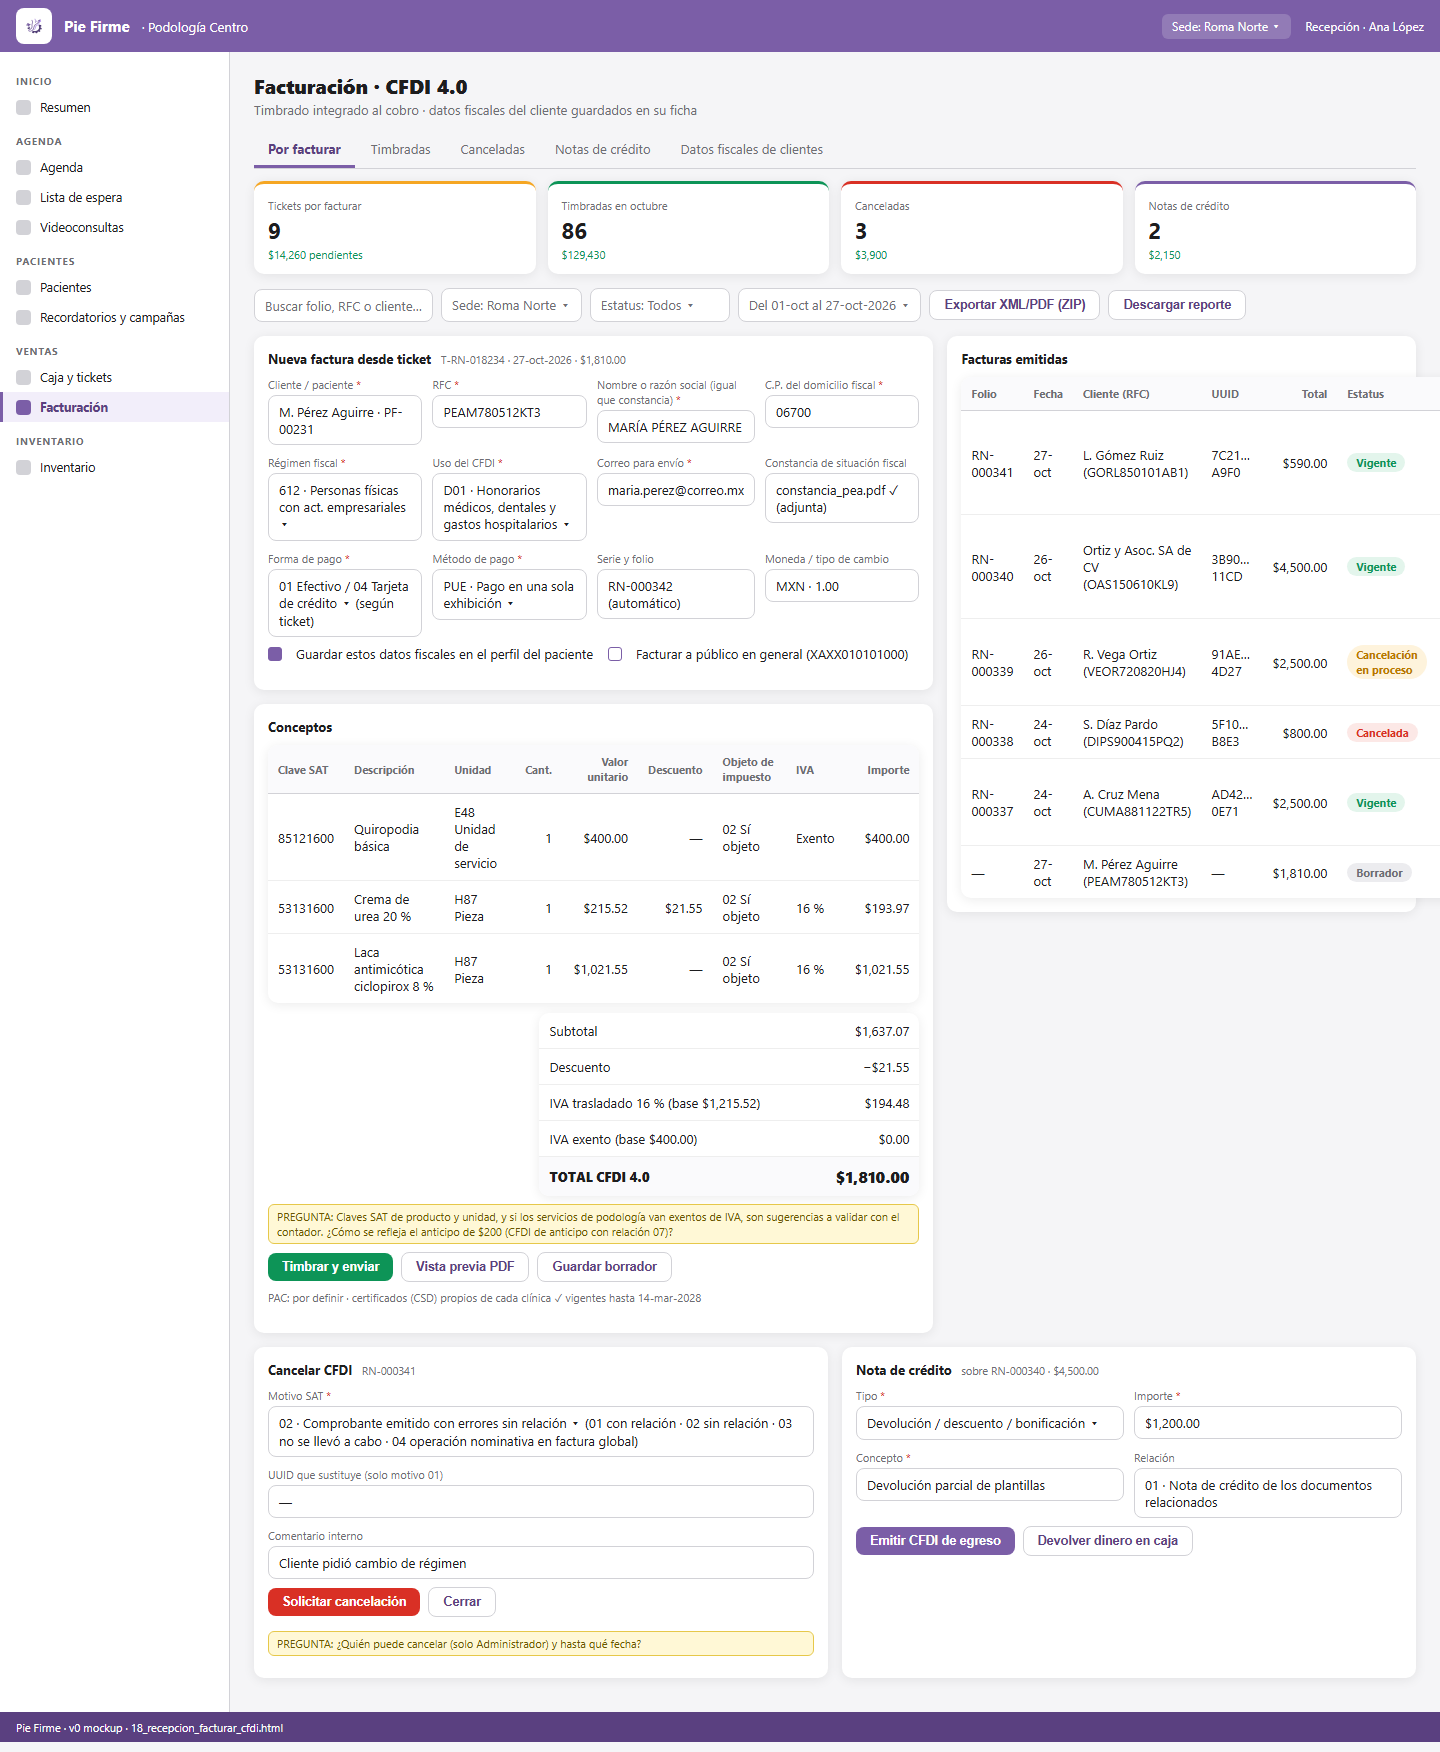 Pie Firme · Podología Centro
Sede: Roma Norte ▾
Recepción · Ana López
INICIO
Resumen
AGENDA
Agenda
Lista de espera
Videoconsultas
PACIENTES
Pacientes
Recordatorios y campañas
VENTAS
Caja y tickets
Facturación
INVENTARIO
Inventario
Facturación · CFDI 4.0
Timbrado integrado al cobro · datos fiscales del cliente guardados en su ficha
Por facturar
Timbradas
Canceladas
Notas de crédito
Datos fiscales de clientes
Tickets por facturar
9
$14,260 pendientes
Timbradas en octubre
86
$129,430
Canceladas
3
$3,900
Notas de crédito
2
$2,150
Buscar folio, RFC o cliente...
Sede: Roma Norte ▾
Estatus: Todos ▾
Del 01-oct al 27-oct-2026 ▾
Exportar XML/PDF (ZIP)
Descargar reporte
Nueva factura desde ticket T-RN-018234 · 27-oct-2026 · $1,810.00
Cliente / paciente *
M. Pérez Aguirre · PF-
00231
RFC *
PEAM780512KT3
Nombre o razón social (igual
que constancia) *
MARÍA PÉREZ AGUIRRE
C.P. del domicilio fiscal *
06700
Régimen fiscal *
612 · Personas físicas
con act. empresariales
▾
Uso del CFDI *
D01 · Honorarios
médicos, dentales y
gastos hospitalarios ▾
Correo para envío *
maria.perez@correo.mx
Constancia de situación fiscal
constancia_pea.pdf ✓
(adjunta)
Forma de pago *
01 Efectivo / 04 Tarjeta
de crédito ▾ (según
ticket)
Método de pago *
PUE · Pago en una sola
exhibición ▾
Serie y folio
RN-000342
(automático)
Moneda / tipo de cambio
MXN · 1.00
Guardar estos datos fiscales en el perfil del paciente
Facturar a público en general (XAXX010101000)
Conceptos
Clave SAT
Descripción
Unidad
Cant.
Valor
unitario
Descuento
Objeto de
impuesto
IVA
Importe
85121600
Quiropodia
básica
E48
Unidad
de
servicio
1
$400.00
—
02 Sí
objeto
Exento
$400.00
53131600
Crema de
urea 20 %
H87
Pieza
1
$215.52
$21.55
02 Sí
objeto
16 %
$193.97
53131600
Laca
antimicótica
ciclopirox 8 %
H87
Pieza
1
$1,021.55
—
02 Sí
objeto
16 %
$1,021.55
Subtotal $1,637.07
Descuento −$21.55
IVA trasladado 16 % (base $1,215.52) $194.48
IVA exento (base $400.00) $0.00
TOTAL CFDI 4.0 $1,810.00
PREGUNTA: Claves SAT de producto y unidad, y si los servicios de podología van exentos de IVA, son sugerencias a validar con el
contador. ¿Cómo se refleja el anticipo de $200 (CFDI de anticipo con relación 07)?
Timbrar y enviar
Vista previa PDF
Guardar borrador
PAC: por definir · certificados (CSD) propios de cada clínica ✓ vigentes hasta 14-mar-2028
Facturas emitidas
Folio
Fecha
Cliente (RFC)
UUID
Total
Estatus
RN-
000341
27-
oct
L. Gómez Ruiz
(GORL850101AB1)
7C21...
A9F0
$590.00
Vigente
RN-
000340
26-
oct
Ortiz y Asoc. SA de
CV
(OAS150610KL9)
3B90...
11CD
$4,500.00
Vigente
RN-
000339
26-
oct
R. Vega Ortiz
(VEOR720820HJ4)
91AE...
4D27
$2,500.00
Cancelación
en proceso
RN-
000338
24-
oct
S. Díaz Pardo
(DIPS900415PQ2)
5F10...
B8E3
$800.00
Cancelada
RN-
000337
24-
oct
A. Cruz Mena
(CUMA881122TR5)
AD42...
0E71
$2,500.00
Vigente
—
27-
oct
M. Pérez Aguirre
(PEAM780512KT3)
—
$1,810.00
Borrador
Cancelar CFDI RN-000341
Motivo SAT *
02 · Comprobante emitido con errores sin relación ▾ (01 con relación · 02 sin relación · 03
no se llevó a cabo · 04 operación nominativa en factura global)
UUID que sustituye (solo motivo 01)
—
Comentario interno
Cliente pidió cambio de régimen
Solicitar cancelación
Cerrar
PREGUNTA: ¿Quién puede cancelar (solo Administrador) y hasta qué fecha?
Nota de crédito sobre RN-000340 · $4,500.00
Tipo *
Devolución / descuento / bonificación ▾
Importe *
$1,200.00
Concepto *
Devolución parcial de plantillas
Relación
01 · Nota de crédito de los documentos
relacionados
Emitir CFDI de egreso
Devolver dinero en caja
Pie Firme · v0 mockup · 18_recepcion_facturar_cfdi.html